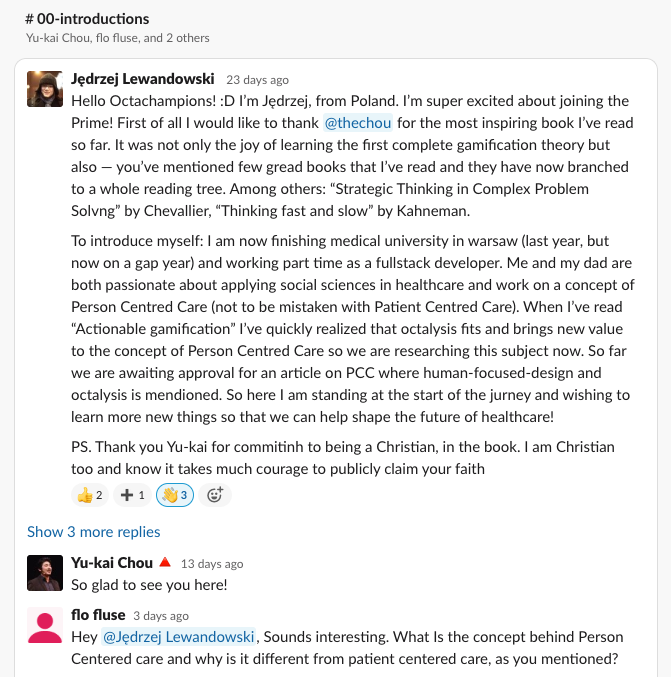 # 00-introductions
Yu-kai Chou, flo fluse, and 2 others
Jędrzej Lewandowski 23 days ago
Hello Octachampions! :D I’m Jędrzej, from Poland. I’m super excited about joining the
Prime! First of all I would like to thank @thechou for the most inspiring book I’ve read
so far. It was not only the joy of learning the first complete gamification theory but
also — you’ve mentioned few gread books that I’ve read and they have now branched
to a whole reading tree. Among others: “Strategic Thinking in Complex Problem
Solvng” by Chevallier, “Thinking fast and slow” by Kahneman.
To introduce myself: I am now finishing medical university in warsaw (last year, but
now on a gap year) and working part time as a fullstack developer. Me and my dad are
both passionate about applying social sciences in healthcare and work on a concept of
Person Centred Care (not to be mistaken with Patient Centred Care). When I’ve read
“Actionable gamification” I’ve quickly realized that octalysis fits and brings new value
to the concept of Person Centred Care so we are researching this subject now. So far
we are awaiting approval for an article on PCC where human-focused-design and
octalysis is mendioned. So here I am standing at the start of the jurney and wishing to
learn more new things so that we can help shape the future of healthcare!
PS. Thank you Yu-kai for commitinh to being a Christian, in the book. I am Christian
too and know it takes much courage to publicly claim your faith
2 1 3
Show 3 more replies
Yu-kai Chou 13 days ago
So glad to see you here!
flo fluse 3 days ago
Hey @Jędrzej Lewandowski, Sounds interesting. What Is the concept behind Person
Centered care and why is it different from patient centered care, as you mentioned?